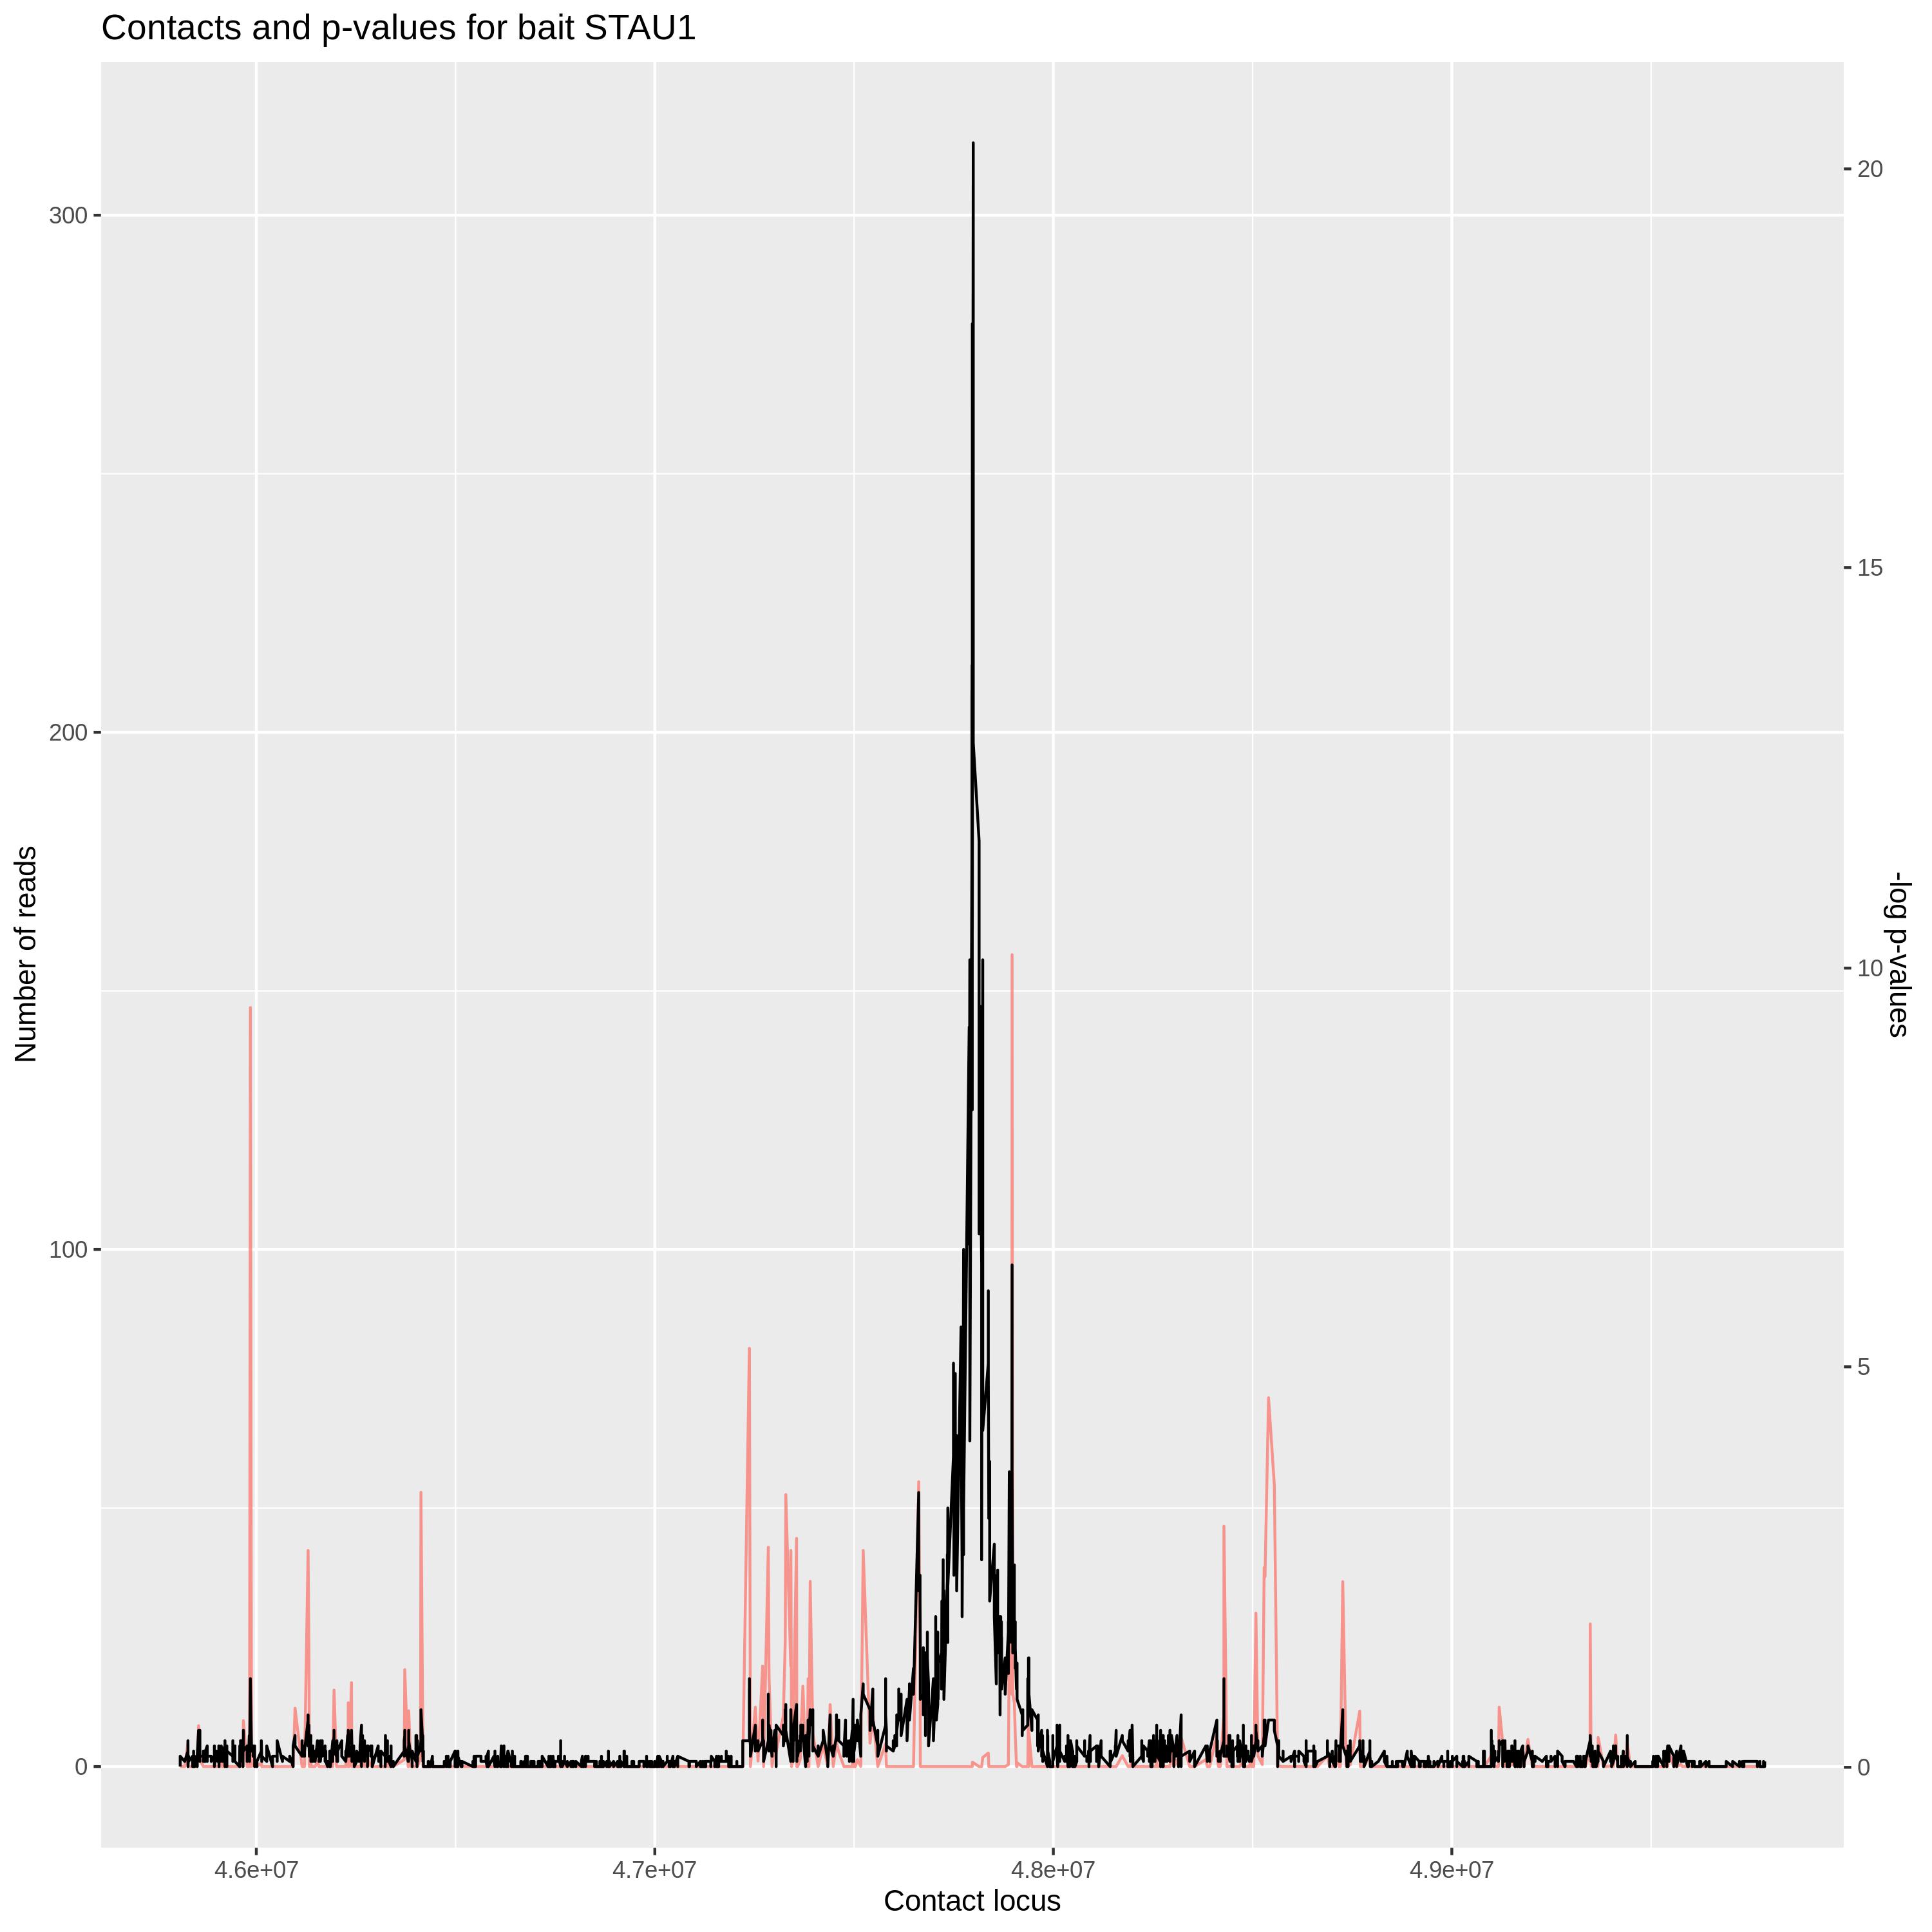 Contacts and p-values for bait STAU1
300
200
100
0
Number of reads
20
15
10
5
0
-log p-values
4.6e+07
4.7e+07
4.8e+07
4.9e+07
Contact locus